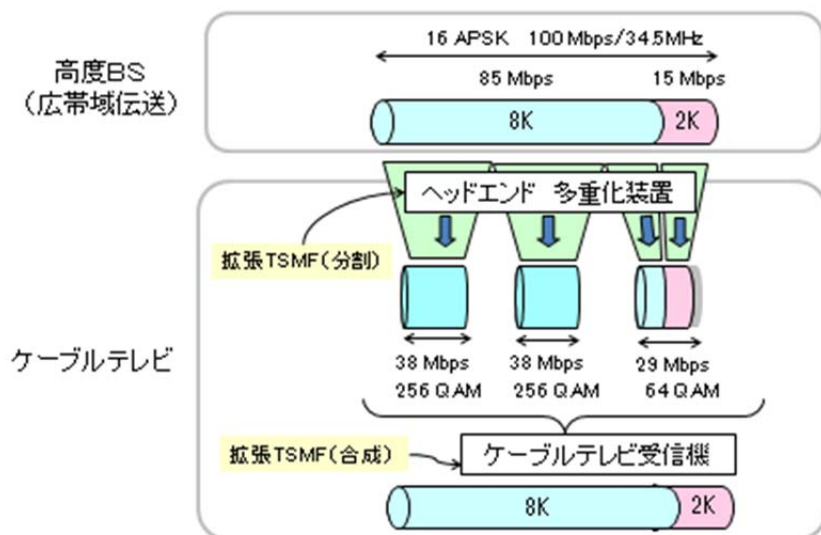 高度BS
(広帯域伝送)
16 APSK 100 Mbps/34.5MHz
85 Mbps
15 Mbps
8K
2K
ヘッドエンド 多重化装置
拡張TSMF(分割)
ケーブルテレビ
38 Mbps
256 QAM
38 Mbps
256 QAM
29 Mbps
64 QAM
拡張TSMF(合成)
ケーブルテレビ受信機
8K
2K